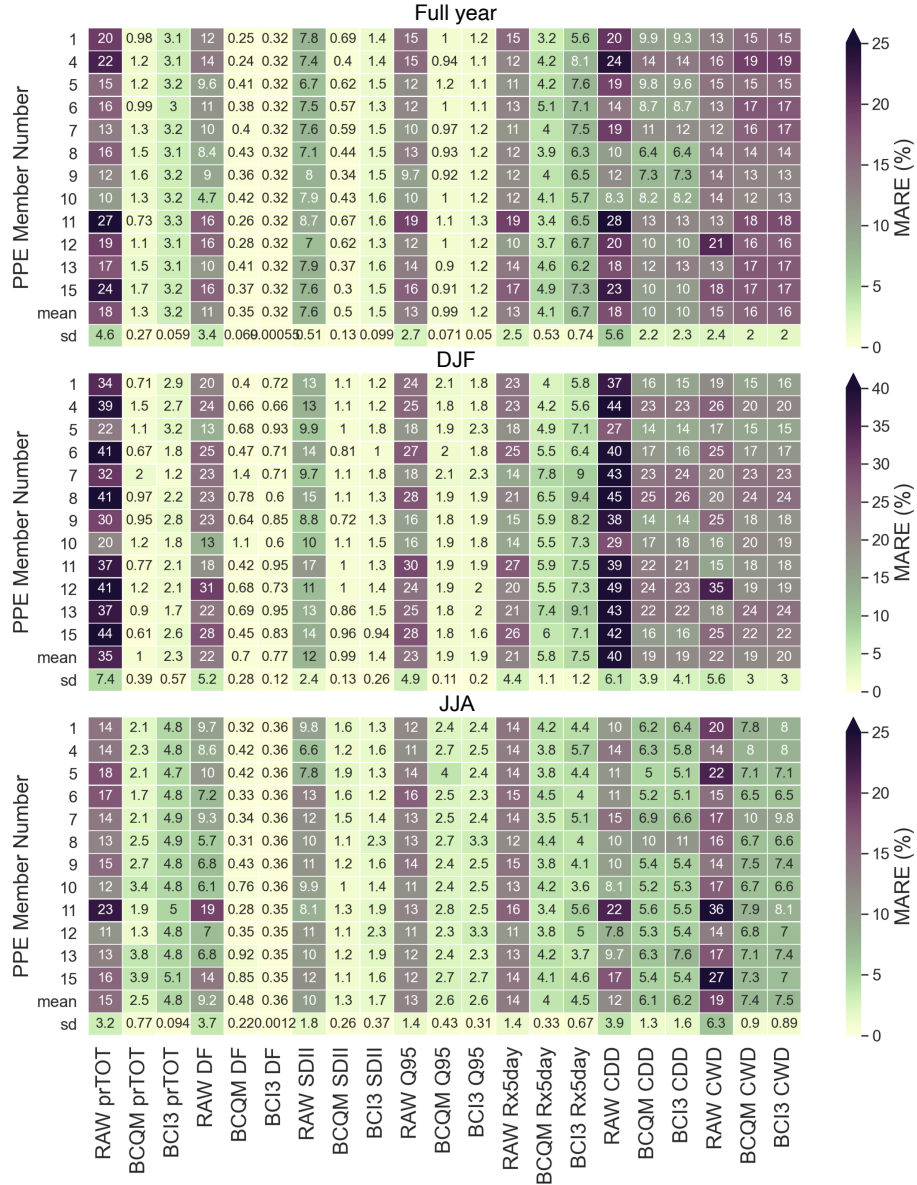 Full year
PPE Member Number
1 20 0.98 3.1 12 0.25 0.32 7.8 0.69 1.4 15 1 1.2 15 3.2 5.6 20 9.9 9.3 13 15 15
4 22 1.2 3.1 14 0.24 0.32 7.4 0.4 1.4 15 0.94 1.1 12 4.2 8.1 24 14 14 16 19 19
5 15 1.2 3.2 9.6 0.41 0.32 6.7 0.62 1.5 12 1.2 1.1 11 4.2 7.6 19 9.8 9.6 15 15 15
6 16 0.99 3 11 0.38 0.32 7.5 0.57 1.3 12 1 1.1 13 5.1 7.1 14 8.7 8.7 13 17 17
7 13 1.3 3.2 10 0.4 0.32 7.6 0.59 1.5 10 0.97 1.2 11 4 7.5 19 11 12 12 16 17
8 16 1.5 3.1 8.4 0.43 0.32 7.1 0.44 1.5 13 0.93 1.2 12 3.9 6.3 10 6.4 6.4 14 14 14
9 12 1.6 3.2 9 0.36 0.32 8 0.34 1.5 9.7 0.92 1.2 12 4 6.5 12 7.3 7.3 14 13 13
10 10 1.3 3.2 4.7 0.42 0.32 7.9 0.43 1.6 10 1 1.2 12 4.1 5.7 8.3 8.2 8.2 14 12 13
11 27 0.73 3.3 16 0.26 0.32 8.7 0.67 1.6 19 1.1 1.3 19 3.4 6.5 28 13 13 13 18 18
12 19 1.1 3.1 16 0.28 0.32 7 0.62 1.3 12 1 1.2 10 3.7 6.7 20 10 10 21 16 16
13 17 1.5 3.1 10 0.41 0.32 7.9 0.37 1.6 14 0.9 1.2 14 4.6 6.2 18 12 13 13 17 17
15 24 1.7 3.2 16 0.37 0.32 7.6 0.3 1.5 16 0.91 1.2 17 4.9 7.3 23 10 10 18 17 17
mean 18 1.3 3.2 11 0.35 0.32 7.6 0.5 1.5 13 0.99 1.2 13 4.1 6.7 18 10 10 15 16 16
sd 4.6 0.27 0.059 3.4 0.069 0.00055 0.51 0.13 0.099 2.7 0.071 0.05 2.5 0.53 0.74 5.6 2.2 2.3 2.4 2 2
25
20
15
10
5
0
MARE (%)
DJF
PPE Member Number
1 34 0.71 2.9 20 0.4 0.72 13 1.1 1.2 24 2.1 1.8 23 4 5.8 37 16 15 19 15 16
4 39 1.5 2.7 24 0.66 0.66 13 1.1 1.2 25 1.8 1.8 23 4.2 5.6 44 23 23 26 20 20
5 22 1.1 3.2 13 0.68 0.93 9.9 1 1.8 18 1.9 2.3 18 4.9 7.1 27 14 14 17 15 15
6 41 0.67 1.8 25 0.47 0.71 14 0.81 1 27 2 1.8 25 5.5 6.4 40 17 16 25 17 17
7 32 2 1.2 23 1.4 0.71 9.7 1.1 1.8 18 2.1 2.3 14 7.8 9 43 23 24 20 23 23
8 41 0.97 2.2 23 0.78 0.6 15 1.1 1.3 28 1.9 1.9 21 6.5 9.4 45 25 26 20 24 24
9 30 0.95 2.8 23 0.64 0.85 8.8 0.72 1.3 16 1.8 1.9 15 5.9 8.2 38 14 14 25 18 18
10 20 1.2 1.8 13 1.1 0.6 10 1.1 1.5 16 1.9 1.8 14 5.5 7.3 29 17 18 16 20 19
11 37 0.77 2.1 18 0.42 0.95 17 1 1.3 30 1.9 1.9 27 5.9 7.5 39 22 21 15 18 18
12 41 1.2 2.1 31 0.68 0.73 11 1 1.4 24 1.9 2 20 5.5 7.3 49 24 23 35 19 19
13 37 0.9 1.7 22 0.69 0.95 13 0.86 1.5 25 1.8 2 21 7.4 9.1 43 22 22 18 24 24
15 44 0.61 2.6 28 0.45 0.83 14 0.96 0.94 28 1.8 1.6 26 6 7.1 42 16 16 25 22 22
mean 35 1 2.3 22 0.7 0.77 12 0.99 1.4 23 1.9 1.9 21 5.8 7.5 40 19 19 22 19 20
sd 7.4 0.39 0.57 5.2 0.28 0.12 2.4 0.13 0.26 4.9 0.11 0.2 4.4 1.1 1.2 6.1 3.9 4.1 5.6 3 3
40
35
30
25
20
15
10
5
0
MARE (%)
JJA
PPE Member Number
1 14 2.1 4.8 9.7 0.32 0.36 9.8 1.6 1.3 12 2.4 2.4 14 4.2 4.4 10 6.2 6.4 20 7.8 8
4 14 2.3 4.8 8.6 0.42 0.36 6.6 1.2 1.6 11 2.7 2.5 14 3.8 5.7 14 6.3 5.8 14 8 8
5 18 2.1 4.7 10 0.42 0.36 7.8 1.9 1.3 14 4 2.4 14 3.8 4.4 11 5 5.1 22 7.1 7.1
6 17 1.7 4.8 7.2 0.33 0.36 13 1.6 1.2 16 2.5 2.3 15 4.5 4 11 5.2 5.1 15 6.5 6.5
7 14 2.1 4.9 9.3 0.34 0.36 12 1.5 1.4 13 2.5 2.4 14 3.5 5.1 15 6.9 6.6 17 10 9.8
8 13 2.5 4.9 5.7 0.31 0.36 10 1.1 2.3 13 2.7 3.3 12 4.4 4 10 10 11 16 6.7 6.6
9 15 2.7 4.8 6.8 0.43 0.36 11 1.2 1.6 14 2.4 2.5 15 3.8 4.1 10 5.4 5.4 14 7.5 7.4
10 12 3.4 4.8 6.1 0.76 0.36 9.9 1 1.4 11 2.4 2.5 13 4.2 3.6 8.1 5.2 5.3 17 6.7 6.6
11 23 1.9 5 19 0.28 0.35 8.1 1.3 1.9 13 2.8 2.5 16 3.4 5.6 22 5.6 5.5 36 7.9 8.1
12 11 1.3 4.8 7 0.35 0.35 11 1.1 2.3 11 2.3 3.3 11 3.8 5 7.8 5.3 5.4 14 6.8 7
13 13 3.8 4.8 6.8 0.92 0.35 10 1.2 1.9 12 2.4 2.3 13 4.2 3.7 9.7 6.3 7.6 17 7.1 7.4
15 16 3.9 5.1 14 0.85 0.35 12 1.1 1.6 12 2.7 2.7 14 4.1 4.6 17 5.4 5.4 27 7.3 7
mean 15 2.5 4.8 9.2 0.48 0.36 10 1.3 1.7 13 2.6 2.6 14 4 4.5 12 6.1 6.2 19 7.4 7.5
sd 3.2 0.77 0.094 3.7 0.22 0.0012 1.8 0.26 0.37 1.4 0.43 0.31 1.4 0.33 0.67 3.9 1.3 1.6 6.3 0.9 0.89
25
20
15
10
5
0
MARE (%)
RAW prTOT
BCQM prTOT
BCI3 prTOT
RAW DF
BCQM DF
BCI3 DF
RAW SDII
BCQM SDII
BCI3 SDII
RAW Q95
BCQM Q95
BCI3 Q95
RAW Rx5day
BCQM Rx5day
BCI3 Rx5day
RAW CDD
BCQM CDD
BCI3 CDD
RAW CWD
BCQM CWD
BCI3 CWD